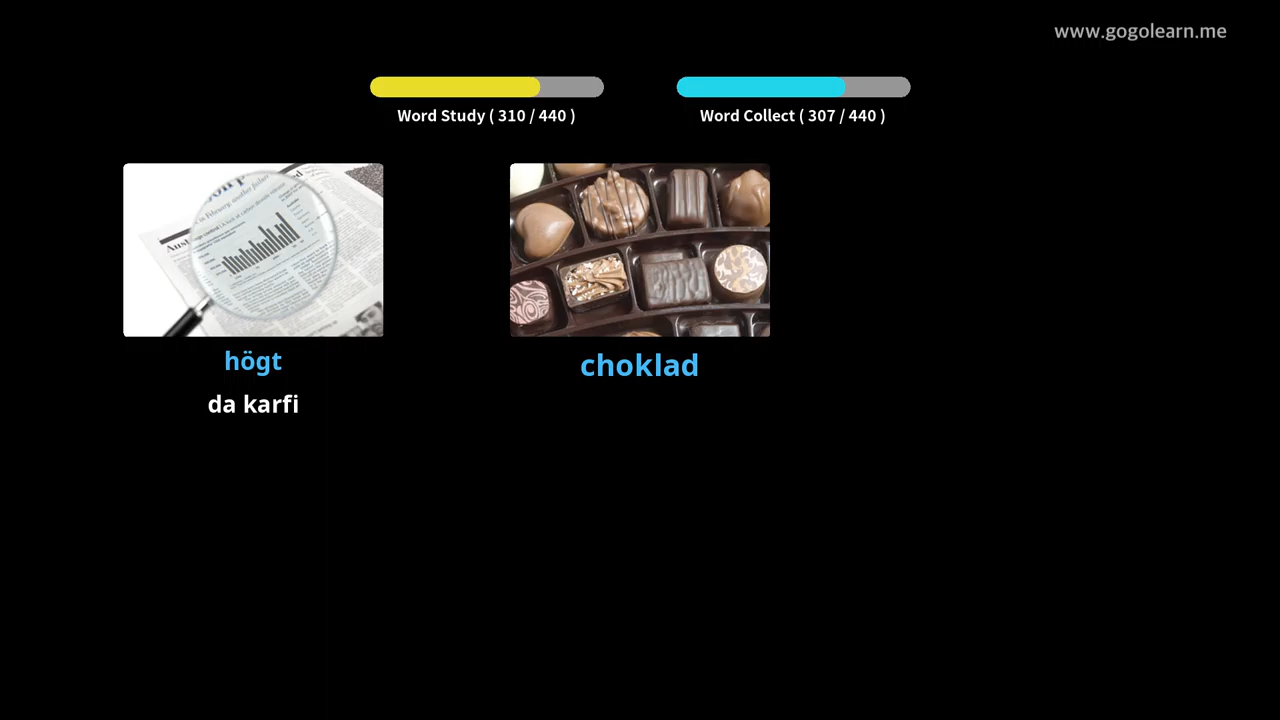 www.gogolearn.me
Word Study ( 310 / 440 )
Word Collect ( 307 / 440 )
högt
da karfi
choklad